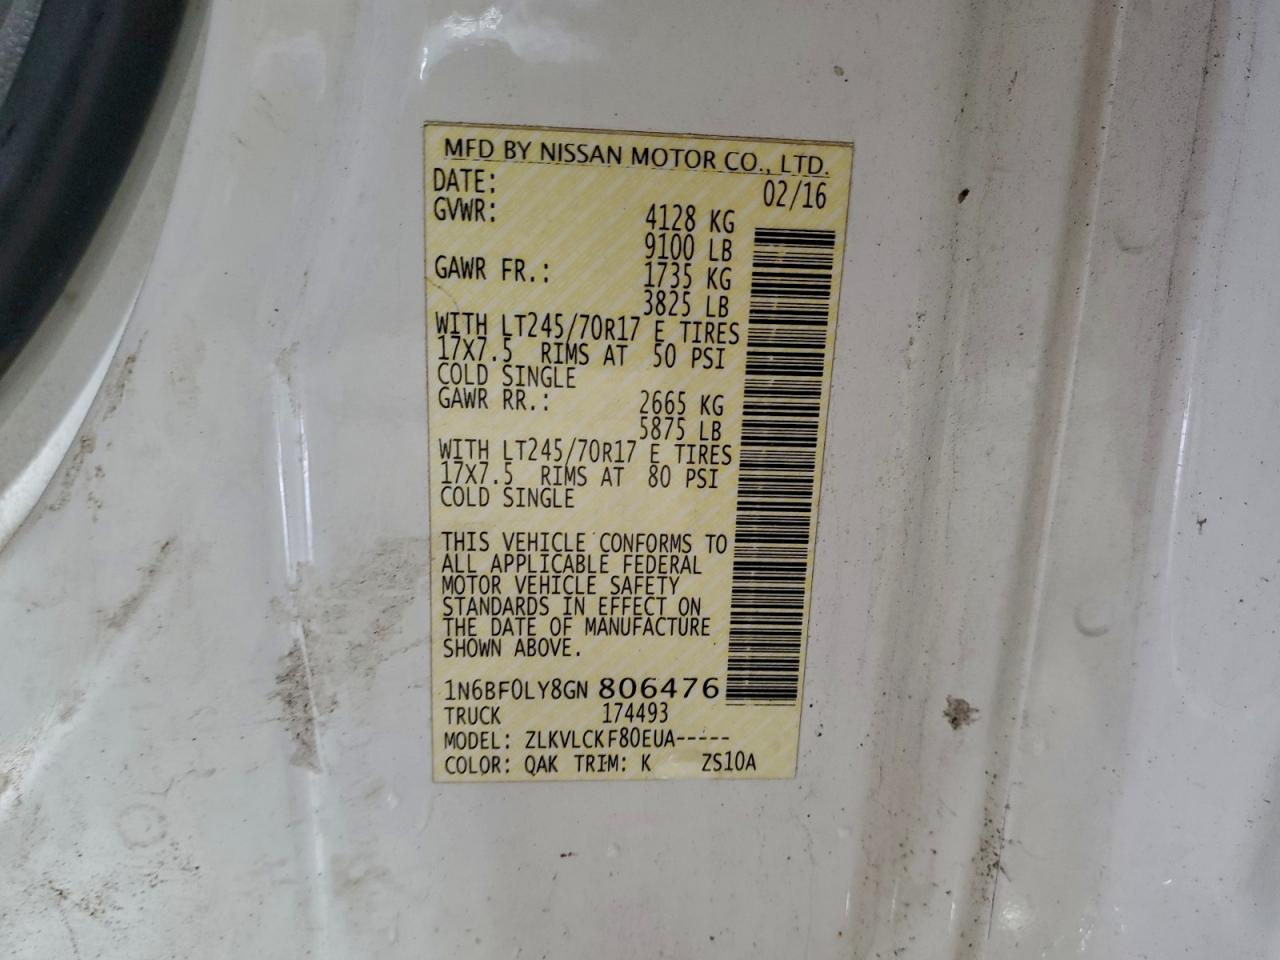 MFD BY NISSAN MOTOR CO., LTD.
DATE: 02/16
GVWR: 4128 KG
9100 LB
GAWR FR.: 1735 KG
3825 LB
WITH LT245/70R17 E TIRES
17X7.5 RIMS AT 50 PSI
COLD SINGLE
GAWR RR.: 2665 KG
5875 LB
WITH LT245/70R17 E TIRES
17X7.5 RIMS AT 80 PSI
COLD SINGLE
THIS VEHICLE CONFORMS TO
ALL APPLICABLE FEDERAL
MOTOR VEHICLE SAFETY
STANDARDS IN EFFECT ON
THE DATE OF MANUFACTURE
SHOWN ABOVE.
1N6BF0LY8GN 806476
TRUCK 174493
MODEL: ZLKVLCKF80EUA-----
COLOR: QAK TRIM: K ZS10A